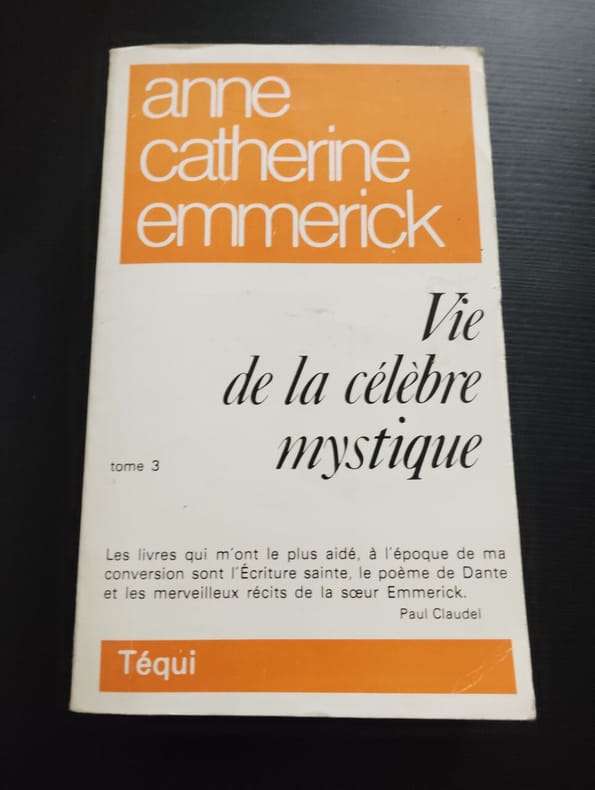 anne
catherine
emmerick
Vie
de la célèbre
mystique
tome 3
Les livres qui m'ont le plus aidé, à l'époque de ma
conversion sont l'Écriture sainte, le poème de Dante
et les merveilleux récits de la sœur Emmerick.
Paul Claudel
Téqui